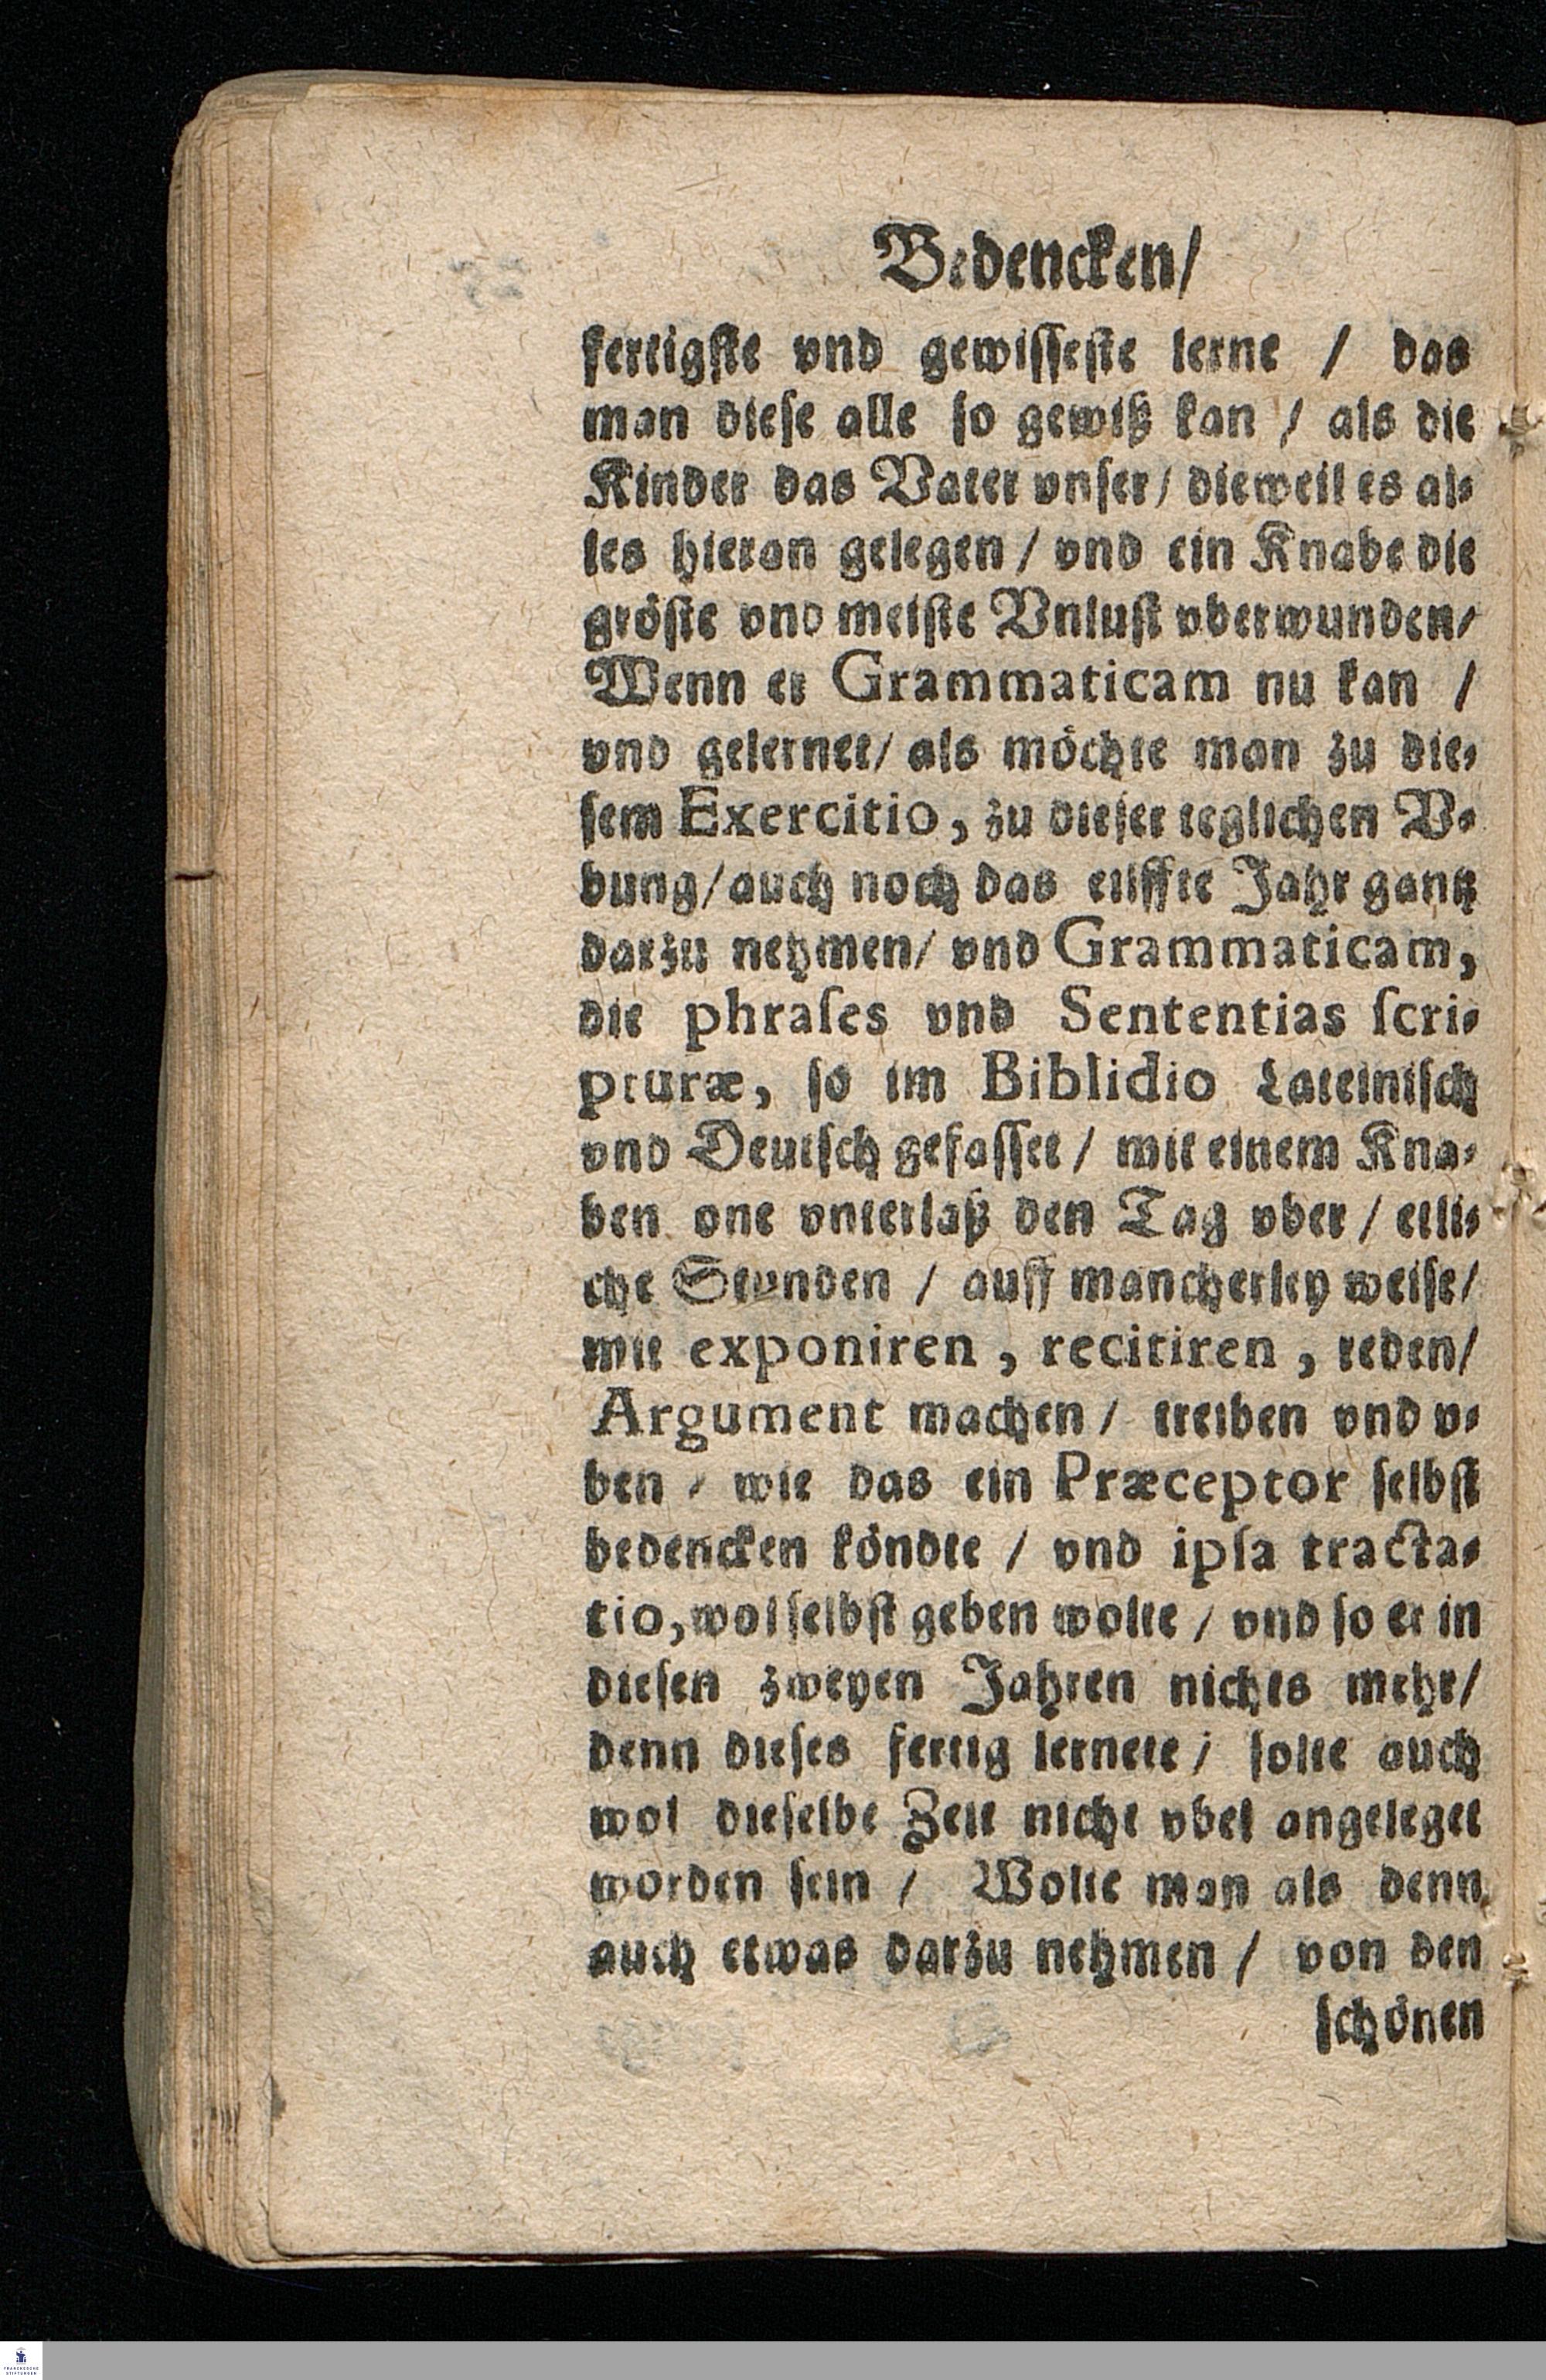 Bedencken/
fertigſte vnd gewiſſeſte lerne / das
man dieſe alle ſo gewiß kan / als die
Kinder das Vater vnſer / dieweil es al⸗
les hieran gelegen / vnd ein Knabe die
gröſte vnd meiſte Vnluſt vberwunden/
Wenn er Grammaticam nu kan /
vnd gelernet / als möchte man zu die⸗
ſem Exercitio, zu dieſer teglichen V⸗
bung / auch noch das eilffte Jahr gantz
darzu nehmen / vnd Grammaticam,
die phraſes vnd Sententias ſcri⸗
pturæ, ſo im Biblidio Lateiniſch
vnd Deutſch gefaſſet / mit einem Kna⸗
ben one vnterlaß den Tag vber / etli⸗
che Stunden / auff mancherley weiſe/
mit exponiren, recitiren, reden/
Argument machen / treiben vnd v⸗
ben / wie das ein Præceptor ſelbſt
bedencken köndte / vnd ipſa tracta⸗
tio, wol ſelbſt geben wolte / vnd ſo er in
dieſen zweyen Jahren nichts mehr/
denn dieſes fertig lernete / ſolte auch
wol dieſelbe Zeit nicht vbel angeleget
worden ſein / Wolte man als denn
auch etwas darzu nehmen / von den
ſchönen
FRANCKESCHE
STIFTUNGEN